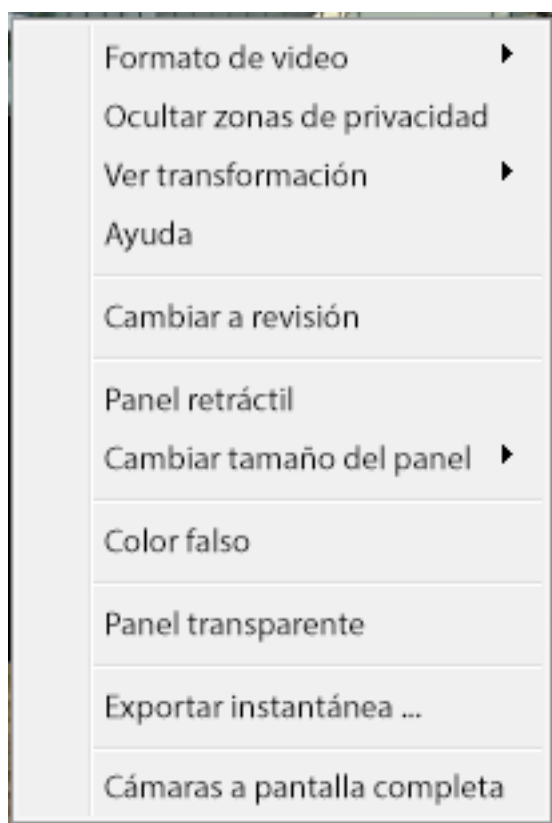 Formato de video
Ocultar zonas de privacidad
Ver transformación
Ayuda
Cambiar a revisión
Panel retráctil
Cambiar tamaño del panel
Color falso
Panel transparente
Exportar instantánea ...
Cámaras a pantalla completa